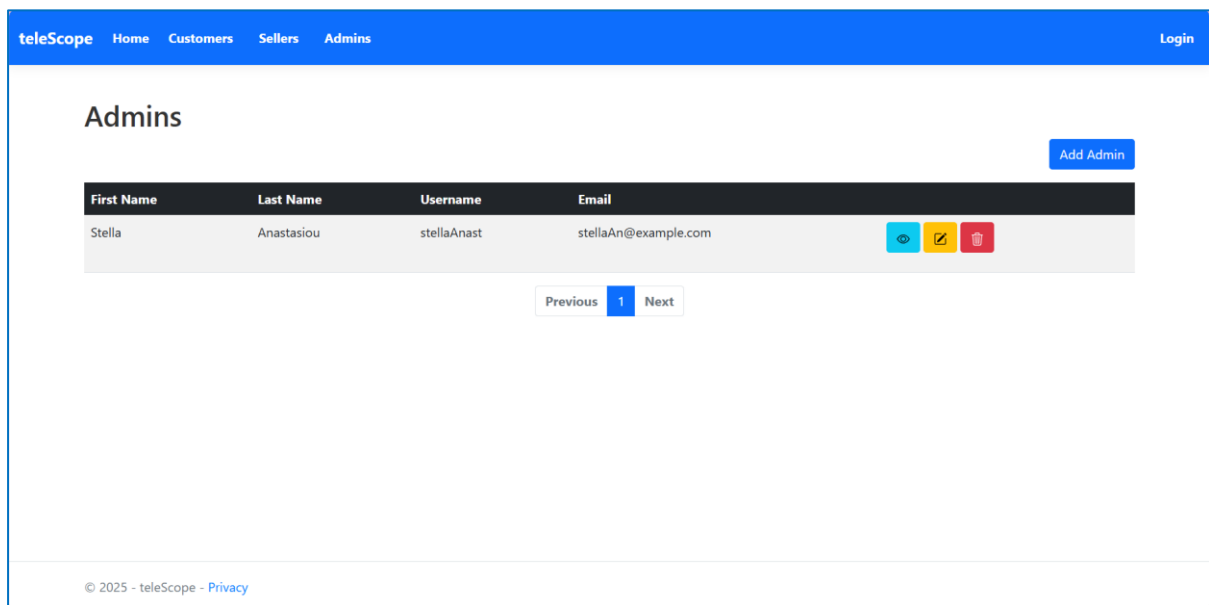 teleScope Home Customers Sellers Admins Login
Admins
Add Admin
First Name Last Name Username Email
Stella Anastasiou stellaAnast stellaAn@example.com
Previous 1 Next
© 2025 - teleScope - Privacy